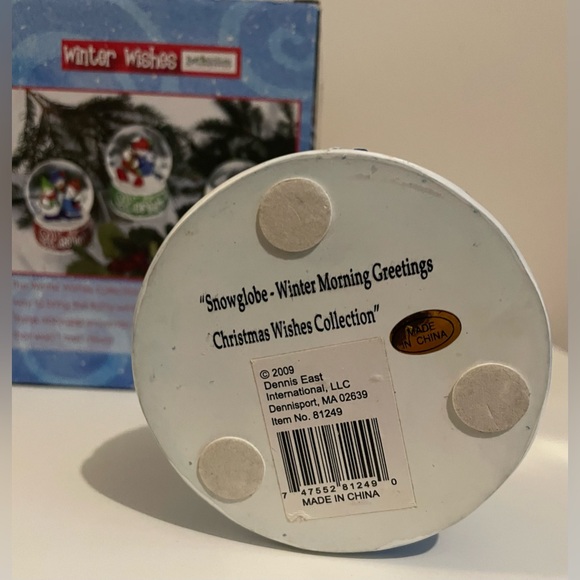 winter wishes
"Snowglobe - Winter Morning Greetings
Christmas Wishes Collection"
MADE
IN CHINA
© 2009
Dennis East
International, LLC
Dennisport, MA 02639
Item No. 81249
7 47552 81249 0
MADE IN CHINA